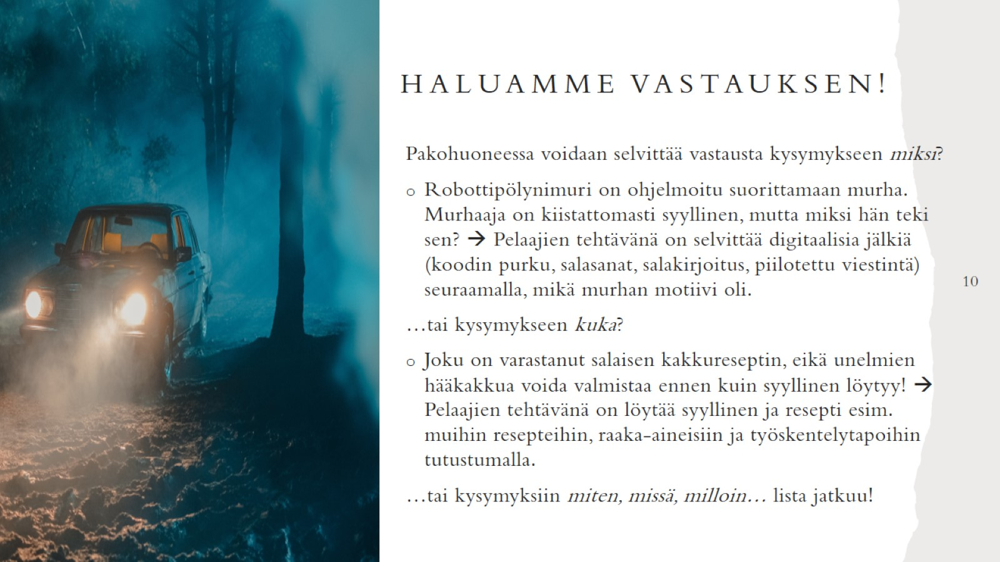 HALUAMME VASTAUKSEN!
Pakohuoneessa voidaan selvittää vastausta kysymykseen miksi?
o Robottipölynimuri on ohjelmoitu suorittamaan murha.
Murhaaja on kiistattomasti syyllinen, mutta miksi hän teki
sen? → Pelaajien tehtävänä on selvittää digitaalisia jälkiä
(koodin purku, salasanat, salakirjoitus, piilotettu viestintä)
seuraamalla, mikä murhan motiivi oli.
…tai kysymykseen kuka?
o Joku on varastanut salaisen kakkureseptin, eikä unelmien
hääkakkua voida valmistaa ennen kuin syyllinen löytyy! →
Pelaajien tehtävänä on löytää syyllinen ja resepti esim.
muihin resepteihin, raaka-aineisiin ja työskentelytapoihin
tutustumalla.
…tai kysymyksiin miten, missä, milloin… lista jatkuu!
10